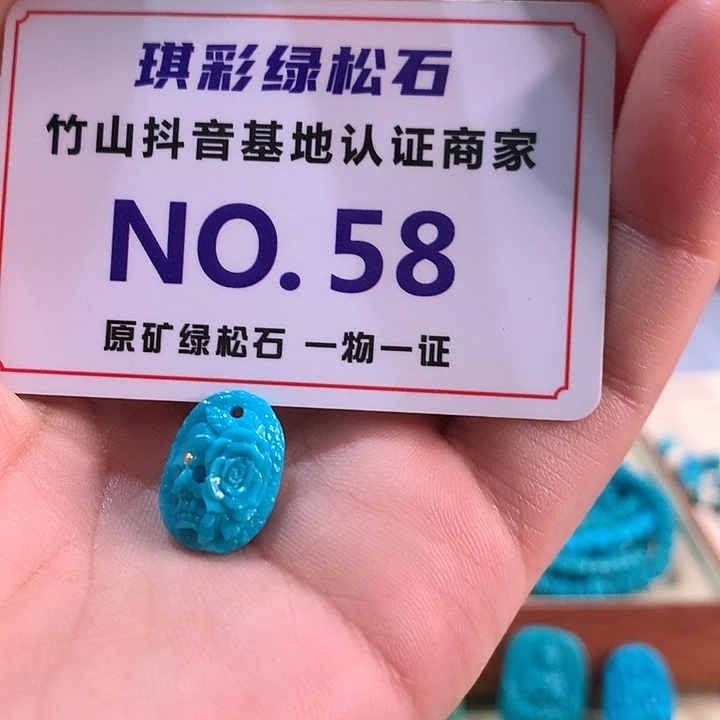 琪彩绿松石
竹山抖音基地认证商家
NO. 58
原矿绿松石 一物一证